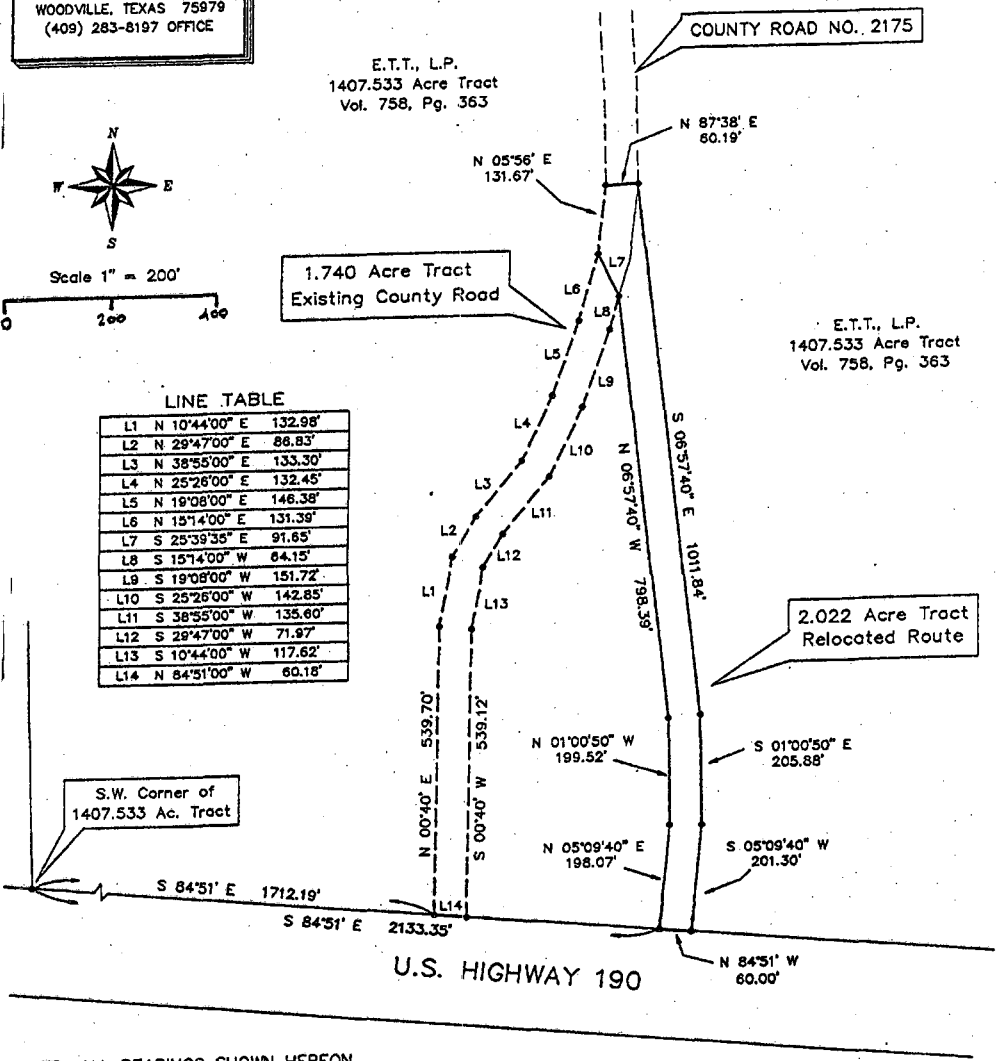 WOODVILLE, TEXAS 75979
(409) 283-8197 OFFICE
COUNTY ROAD NO. 2175
E.T.T., L.P.
1407.533 Acre Tract
Vol. 758, Pg. 363
N 87°38' E
60.19'
N 05°56' E
131.67'
N
W E
S
Scale 1" = 200'
0 200 400
1.740 Acre Tract
Existing County Road
L7
L6
L8
L5
L9
L4
L10
L3
L11
L2
L12
L1
L13
E.T.T., L.P.
1407.533 Acre Tract
Vol. 758, Pg. 363
LINE TABLE
L1 N 10°44'00" E 132.98'
L2 N 29°47'00" E 86.83'
L3 N 38°55'00" E 133.30'
L4 N 25°26'00" E 132.45'
L5 N 19°08'00" E 146.38'
L6 N 15°14'00" E 131.39'
L7 S 25°39'35" E 91.65'
L8 S 15°14'00" W 64.15'
L9 S 19°08'00" W 151.72'
L10 S 25°26'00" W 142.85'
L11 S 38°55'00" W 135.60'
L12 S 29°47'00" W 71.97'
L13 S 10°44'00" W 117.62'
L14 N 84°51'00" W 60.18'
S 06°57'40" E 1011.84'
N 06°57'40" W 798.39'
2.022 Acre Tract
Relocated Route
N 00°40' E 539.70'
S 00°40' W 539.12'
N 01°00'50" W
199.52'
S 01°00'50" E
205.88'
N 05°09'40" E
198.07'
S 05°09'40" W
201.30'
S.W. Corner of
1407.533 Ac. Tract
S 84°51' E 1712.19'
L14
S 84°51' E 2133.35'
N 84°51' W
60.00'
U.S. HIGHWAY 190
BEARINGS SHOWN HEREON